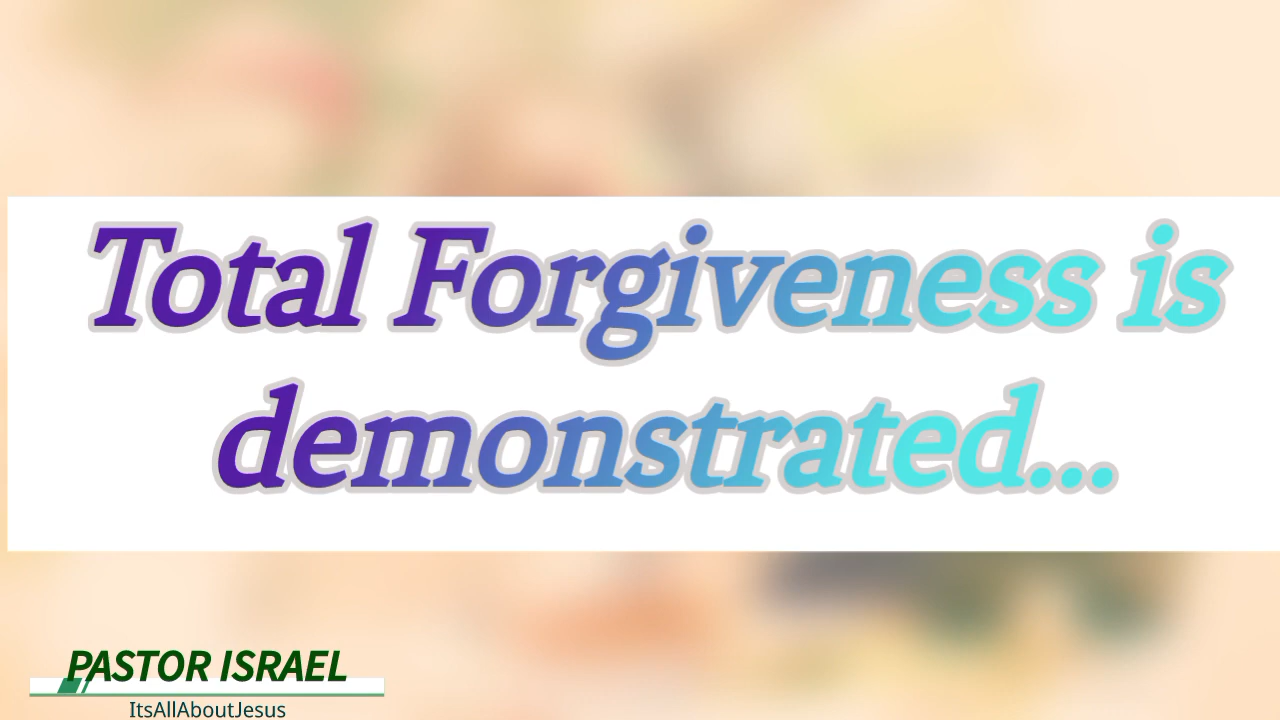 Total Forgiveness is
demonstrated...
PASTOR ISRAEL
ItsAllAboutJesus